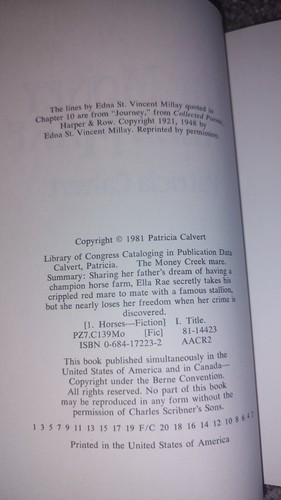 The lines by Edna St. Vincent Millay quoted in
Chapter 10 are from "Journey," from Collected Poems,
Harper & Row. Copyright 1921, 1948 by
Edna St. Vincent Millay. Reprinted by permission.
Copyright © 1981 Patricia Calvert
Library of Congress Cataloging in Publication Data
Calvert, Patricia. The Money Creek mare.
Summary: Sharing her father's dream of having a
champion horse farm, Ella Rae secretly takes his
crippled red mare to mate with a famous stallion,
but she nearly loses her freedom when her crime is
discovered.
[1. Horses—Fiction] I. Title.
PZ7.C139Mo [Fic] 81-14423
ISBN 0-684-17223-2 AACR2
This book published simultaneously in the
United States of America and in Canada—
Copyright under the Berne Convention.
All rights reserved. No part of this book
may be reproduced in any form without the
permission of Charles Scribner's Sons.
1 3 5 7 9 11 13 15 17 19 F/C 20 18 16 14 12 10 8 6 4 2
Printed in the United States of America